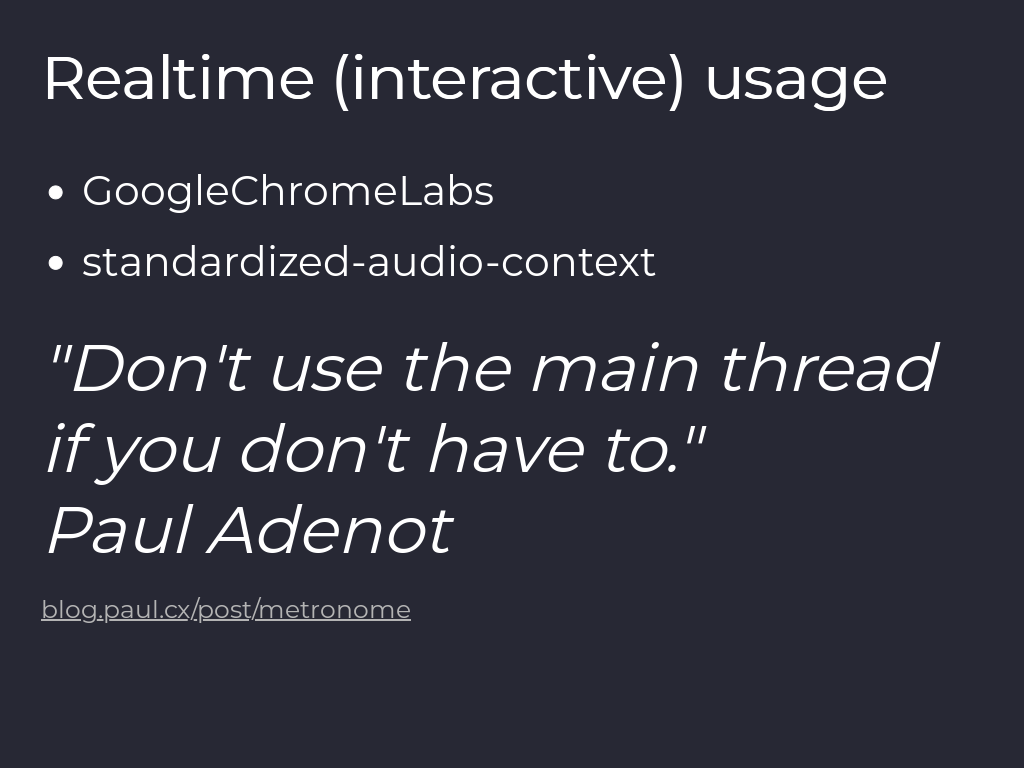 Realtime (interactive) usage
• GoogleChromeLabs
• standardized-audio-context
"Don't use the main thread
if you don't have to."
Paul Adenot
blog.paul.cx/post/metronome